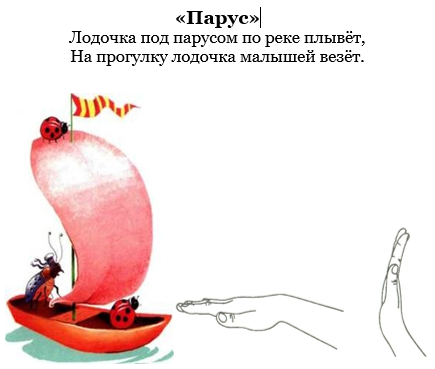 «Парус»
Лодочка под парусом по реке плывёт,
На прогулку лодочка малышей везёт.